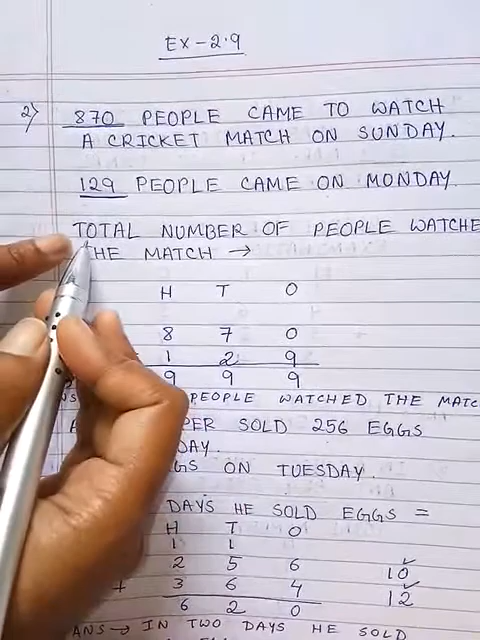 Ex - 2.9
2) 870 PEOPLE CAME TO WATCH
A CRICKET MATCH ON SUNDAY.
129 PEOPLE CAME ON MONDAY
TOTAL NUMBER OF PEOPLE WATCHE
THE MATCH →
H T O
8 7 0
1 2 9
9 9 9
PEOPLE WATCHED THE MATC
SOLD 256 EGGS
ON TUESDAY.
DAYS HE SOLD EGGS =
H T O
1 1
2 5 6 10
+ 3 6 4 12
6 2 0
ANS → IN TWO DAYS HE SOLD